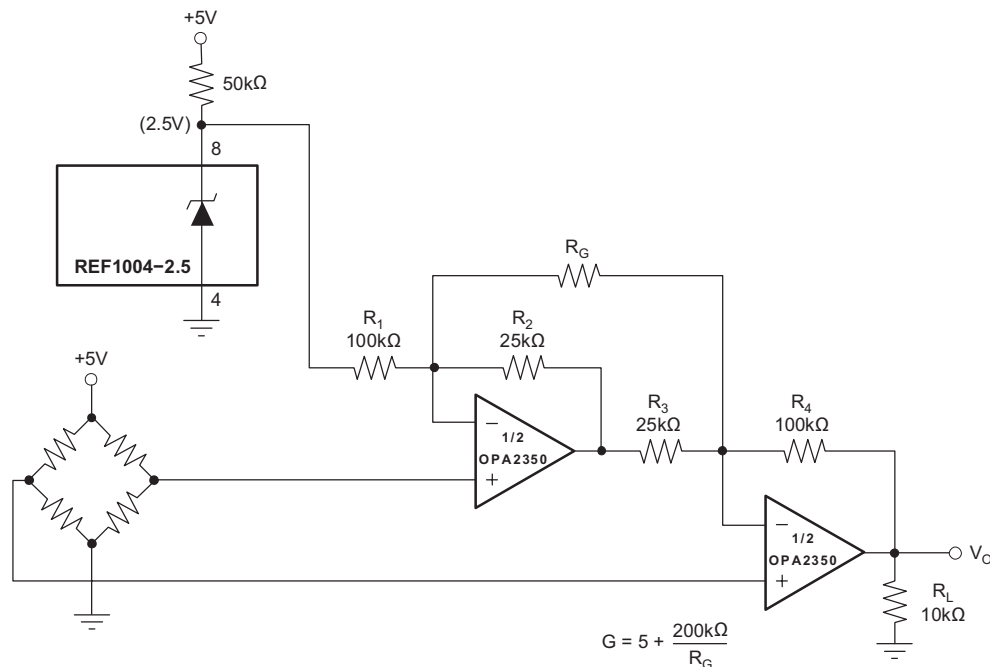 +5V
50kΩ
(2.5V)
8
REF1004−2.5
4
R1
100kΩ
R2
25kΩ
RG
R3
25kΩ
R4
100kΩ
+5V
−
1/2
OPA2350
+
−
1/2
OPA2350
+
VO
RL
10kΩ
G = 5 + 200kΩ
RG